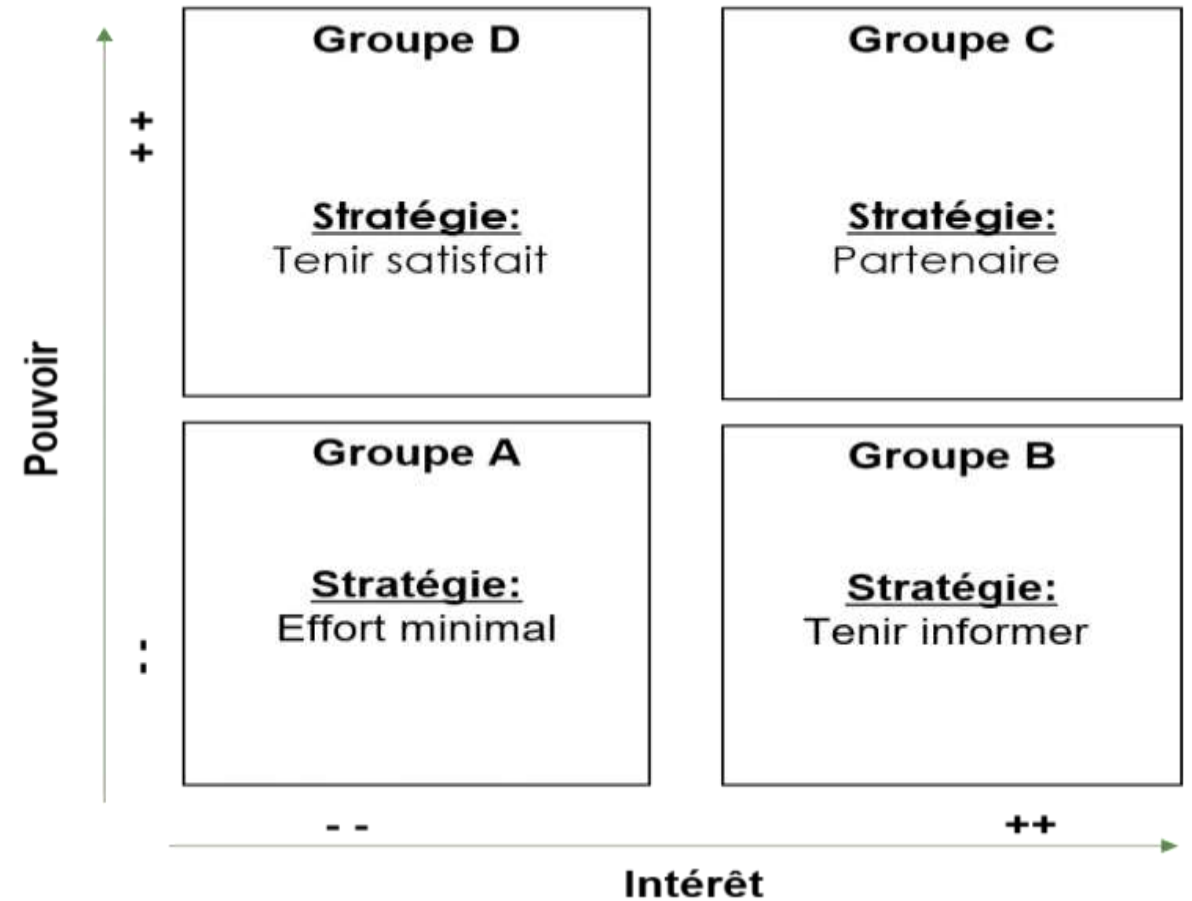 Groupe D
Groupe C
++
Stratégie:
Tenir satisfait
Stratégie:
Partenaire
Pouvoir
Groupe A
Groupe B
Stratégie:
Effort minimal
Stratégie:
Tenir informer
--
- -
++
Intérêt